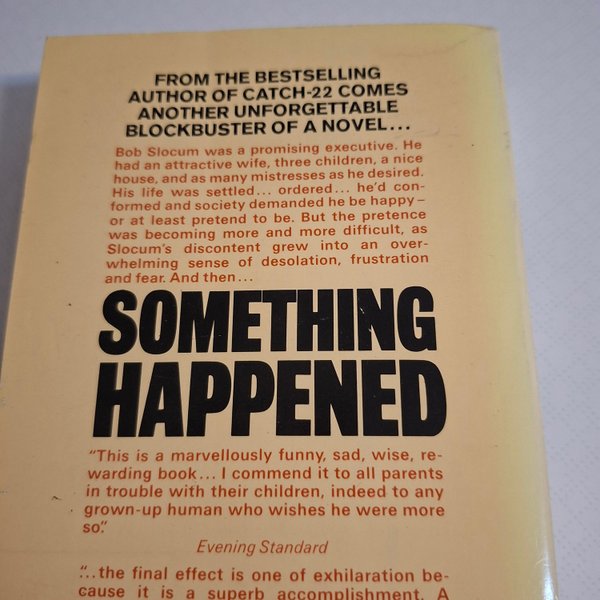 FROM THE BESTSELLING
AUTHOR OF CATCH-22 COMES
ANOTHER UNFORGETTABLE
BLOCKBUSTER OF A NOVEL...
Bob Slocum was a promising executive. He
had an attractive wife, three children, a nice
house, and as many mistresses as he desired.
His life was settled... ordered... he'd con-
formed and society demanded he be happy –
or at least pretend to be. But the pretence
was becoming more and more difficult, as
Slocum's discontent grew into an over-
whelming sense of desolation, frustration
and fear. And then...
SOMETHING
HAPPENED
"This is a marvellously funny, sad, wise, re-
warding book... I commend it to all parents
in trouble with their children, indeed to any
grown-up human who wishes he were more
so."
Evening Standard
"...the final effect is one of exhilaration be-
cause it is a superb accomplishment. A